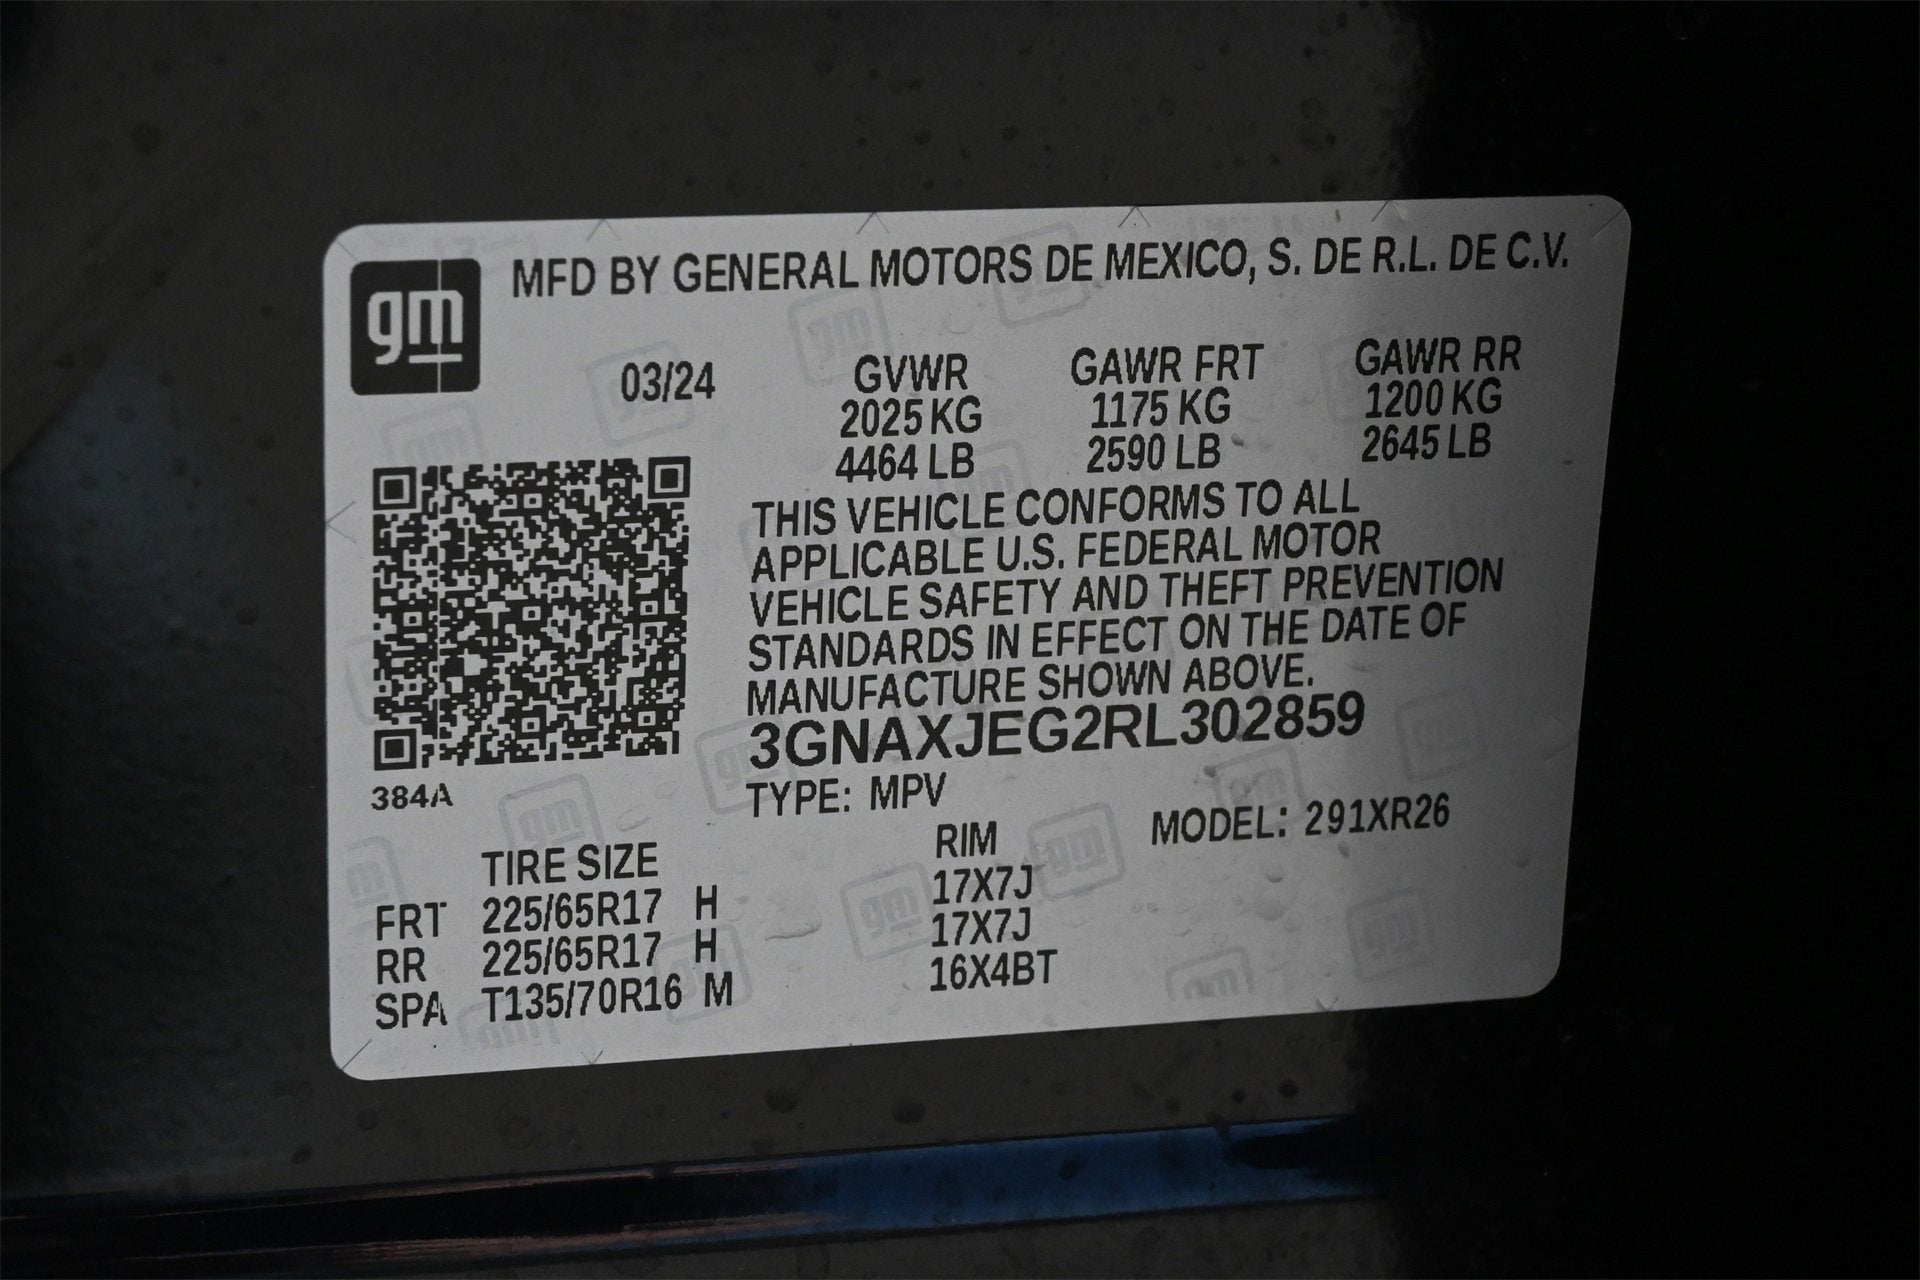 gm
MFD BY GENERAL MOTORS DE MEXICO, S. DE R.L. DE C.V.
03/24 GVWR GAWR FRT GAWR RR
2025 KG 1175 KG 1200 KG
4464 LB 2590 LB 2645 LB
THIS VEHICLE CONFORMS TO ALL
APPLICABLE U.S. FEDERAL MOTOR
VEHICLE SAFETY AND THEFT PREVENTION
STANDARDS IN EFFECT ON THE DATE OF
MANUFACTURE SHOWN ABOVE.
3GNAXJEG2RL302859
384A
TYPE: MPV MODEL: 291XR26
TIRE SIZE RIM
FRT 225/65R17 H 17X7J
RR 225/65R17 H 17X7J
SPA T135/70R16 M 16X4BT